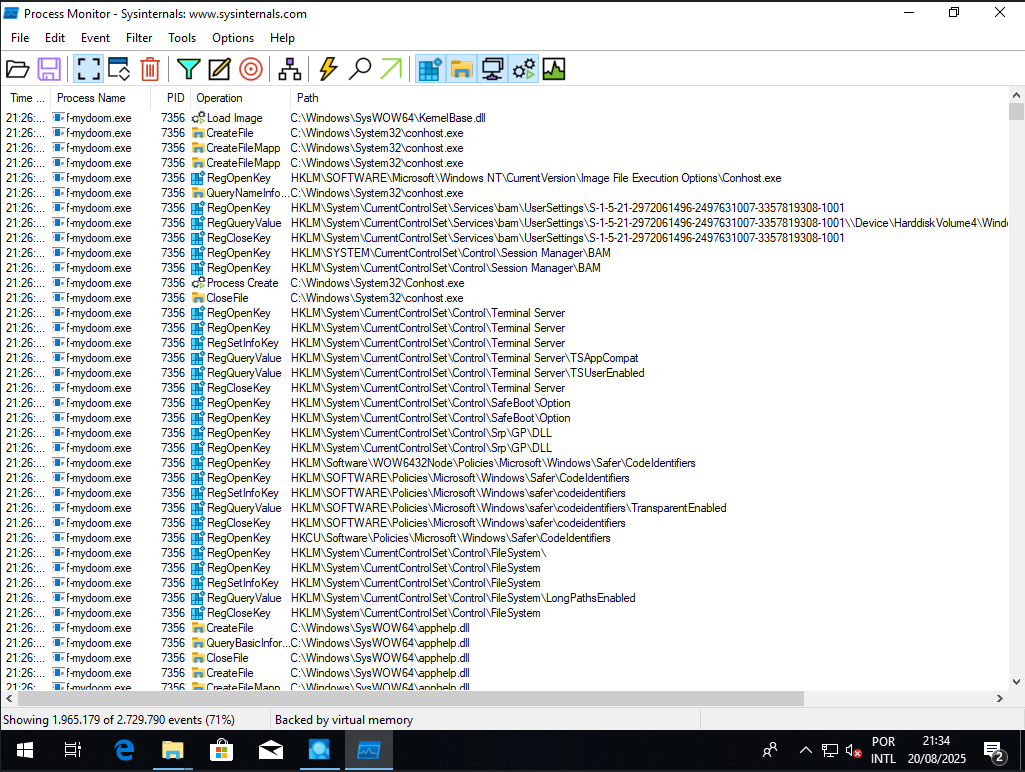 Process Monitor - Sysinternals: www.sysinternals.com
File Edit Event Filter Tools Options Help
Time ... Process Name PID Operation Path
21:26:... f-mydoom.exe 7356 Load Image C:\Windows\SysWOW64\KernelBase.dll
21:26:... f-mydoom.exe 7356 CreateFile C:\Windows\System32\conhost.exe
21:26:... f-mydoom.exe 7356 CreateFileMapp C:\Windows\System32\conhost.exe
21:26:... f-mydoom.exe 7356 CreateFileMapp C:\Windows\System32\conhost.exe
21:26:... f-mydoom.exe 7356 RegOpenKey HKLM\SOFTWARE\Microsoft\Windows NT\CurrentVersion\Image File Execution Options\Conhost.exe
21:26:... f-mydoom.exe 7356 QueryNameInfo... C:\Windows\System32\conhost.exe
21:26:... f-mydoom.exe 7356 RegOpenKey HKLM\System\CurrentControlSet\Services\bam\UserSettings\S-1-5-21-2972061496-2497631007-3357819308-1001
21:26:... f-mydoom.exe 7356 RegQueryValue HKLM\System\CurrentControlSet\Services\bam\UserSettings\S-1-5-21-2972061496-2497631007-3357819308-1001\\Device\HarddiskVolume4\Wind
21:26:... f-mydoom.exe 7356 RegCloseKey HKLM\System\CurrentControlSet\Services\bam\UserSettings\S-1-5-21-2972061496-2497631007-3357819308-1001
21:26:... f-mydoom.exe 7356 RegOpenKey HKLM\SYSTEM\CurrentControlSet\Control\Session Manager\BAM
21:26:... f-mydoom.exe 7356 RegOpenKey HKLM\System\CurrentControlSet\Control\Session Manager\BAM
21:26:... f-mydoom.exe 7356 Process Create C:\Windows\System32\Conhost.exe
21:26:... f-mydoom.exe 7356 CloseFile C:\Windows\System32\conhost.exe
21:26:... f-mydoom.exe 7356 RegOpenKey HKLM\System\CurrentControlSet\Control\Terminal Server
21:26:... f-mydoom.exe 7356 RegOpenKey HKLM\System\CurrentControlSet\Control\Terminal Server
21:26:... f-mydoom.exe 7356 RegSetInfoKey HKLM\System\CurrentControlSet\Control\Terminal Server
21:26:... f-mydoom.exe 7356 RegQueryValue HKLM\System\CurrentControlSet\Control\Terminal Server\TSAppCompat
21:26:... f-mydoom.exe 7356 RegQueryValue HKLM\System\CurrentControlSet\Control\Terminal Server\TSUserEnabled
21:26:... f-mydoom.exe 7356 RegCloseKey HKLM\System\CurrentControlSet\Control\Terminal Server
21:26:... f-mydoom.exe 7356 RegOpenKey HKLM\System\CurrentControlSet\Control\SafeBoot\Option
21:26:... f-mydoom.exe 7356 RegOpenKey HKLM\System\CurrentControlSet\Control\SafeBoot\Option
21:26:... f-mydoom.exe 7356 RegOpenKey HKLM\System\CurrentControlSet\Control\Srp\GP\DLL
21:26:... f-mydoom.exe 7356 RegOpenKey HKLM\System\CurrentControlSet\Control\Srp\GP\DLL
21:26:... f-mydoom.exe 7356 RegOpenKey HKLM\Software\WOW6432Node\Policies\Microsoft\Windows\Safer\CodeIdentifiers
21:26:... f-mydoom.exe 7356 RegOpenKey HKLM\SOFTWARE\Policies\Microsoft\Windows\Safer\CodeIdentifiers
21:26:... f-mydoom.exe 7356 RegSetInfoKey HKLM\SOFTWARE\Policies\Microsoft\Windows\safer\codeidentifiers
21:26:... f-mydoom.exe 7356 RegQueryValue HKLM\SOFTWARE\Policies\Microsoft\Windows\safer\codeidentifiers\TransparentEnabled
21:26:... f-mydoom.exe 7356 RegCloseKey HKLM\SOFTWARE\Policies\Microsoft\Windows\safer\codeidentifiers
21:26:... f-mydoom.exe 7356 RegOpenKey HKCU\Software\Policies\Microsoft\Windows\Safer\CodeIdentifiers
21:26:... f-mydoom.exe 7356 RegOpenKey HKLM\System\CurrentControlSet\Control\FileSystem\
21:26:... f-mydoom.exe 7356 RegOpenKey HKLM\System\CurrentControlSet\Control\FileSystem
21:26:... f-mydoom.exe 7356 RegSetInfoKey HKLM\System\CurrentControlSet\Control\FileSystem
21:26:... f-mydoom.exe 7356 RegQueryValue HKLM\System\CurrentControlSet\Control\FileSystem\LongPathsEnabled
21:26:... f-mydoom.exe 7356 RegCloseKey HKLM\System\CurrentControlSet\Control\FileSystem
21:26:... f-mydoom.exe 7356 CreateFile C:\Windows\SysWOW64\apphelp.dll
21:26:... f-mydoom.exe 7356 QueryBasicInfor... C:\Windows\SysWOW64\apphelp.dll
21:26:... f-mydoom.exe 7356 CloseFile C:\Windows\SysWOW64\apphelp.dll
21:26:... f-mydoom.exe 7356 CreateFile C:\Windows\SysWOW64\apphelp.dll
21:26:... f-mydoom.exe 7356 CreateFileMapp C:\Windows\SysWOW64\apphelp.dll
Showing 1.965.179 of 2.729.790 events (71%) Backed by virtual memory
POR 21:34
INTL 20/08/2025 2